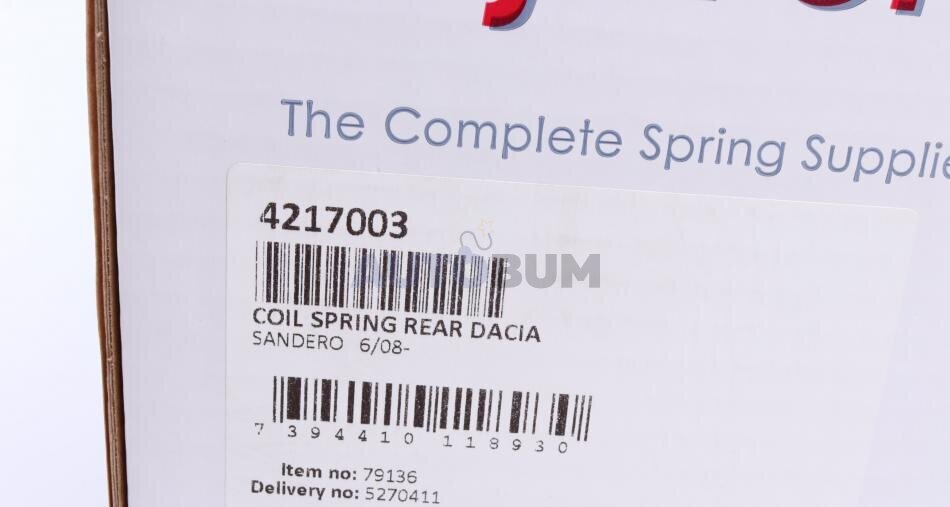 The Complete Spring Supplie
4217003
AUTOBUM
COIL SPRING REAR DACIA
SANDERO 6/08-
7 394410 118930
Item no: 79136
Delivery no: 5270411